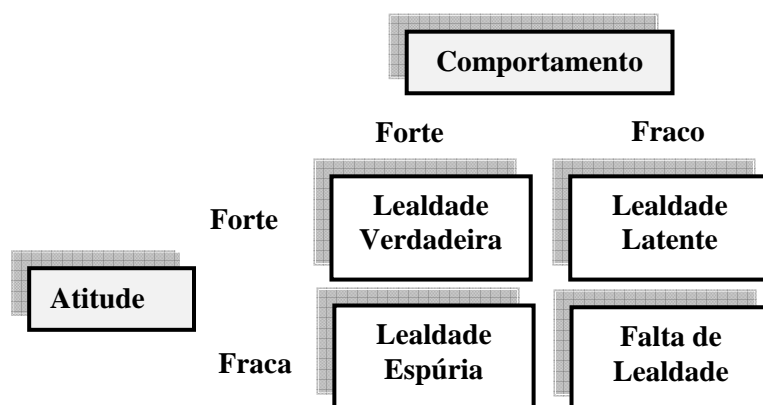 Comportamento
Forte Fraco
Forte
Lealdade
Verdadeira
Lealdade
Latente
Atitude
Fraca
Lealdade
Espúria
Falta de
Lealdade